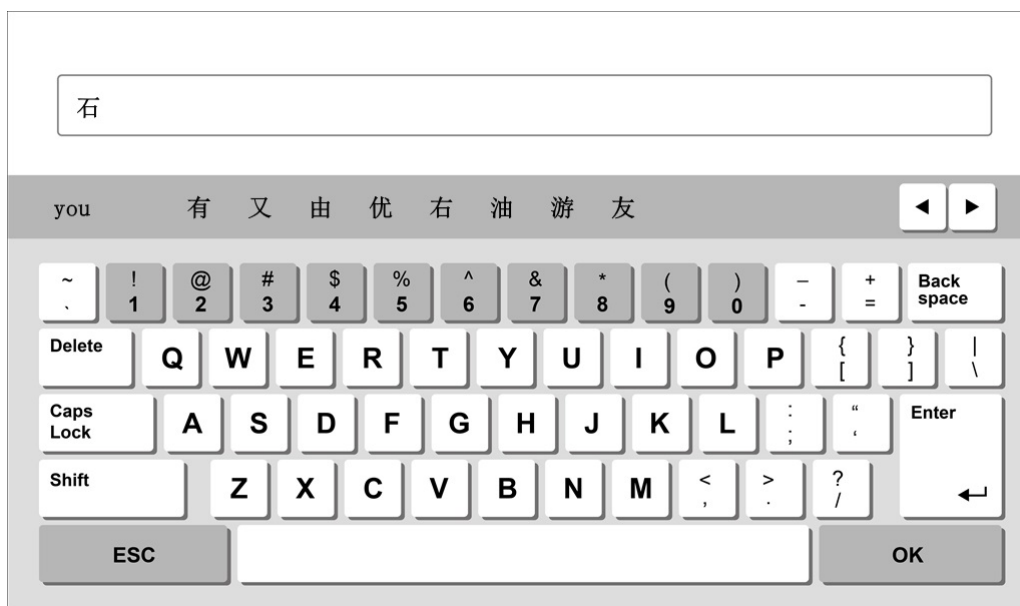 石
you 有 又 由 优 右 油 游 友 ◀ ▶
~ ! @ # $ % ^ & * ( ) _ + Back
` 1 2 3 4 5 6 7 8 9 0 - = space
Delete Q W E R T Y U I O P { } |
[ ] \
Caps Lock A S D F G H J K L : “ Enter
; ‘
Shift Z X C V B N M < > ? ↵
, . /
ESC OK